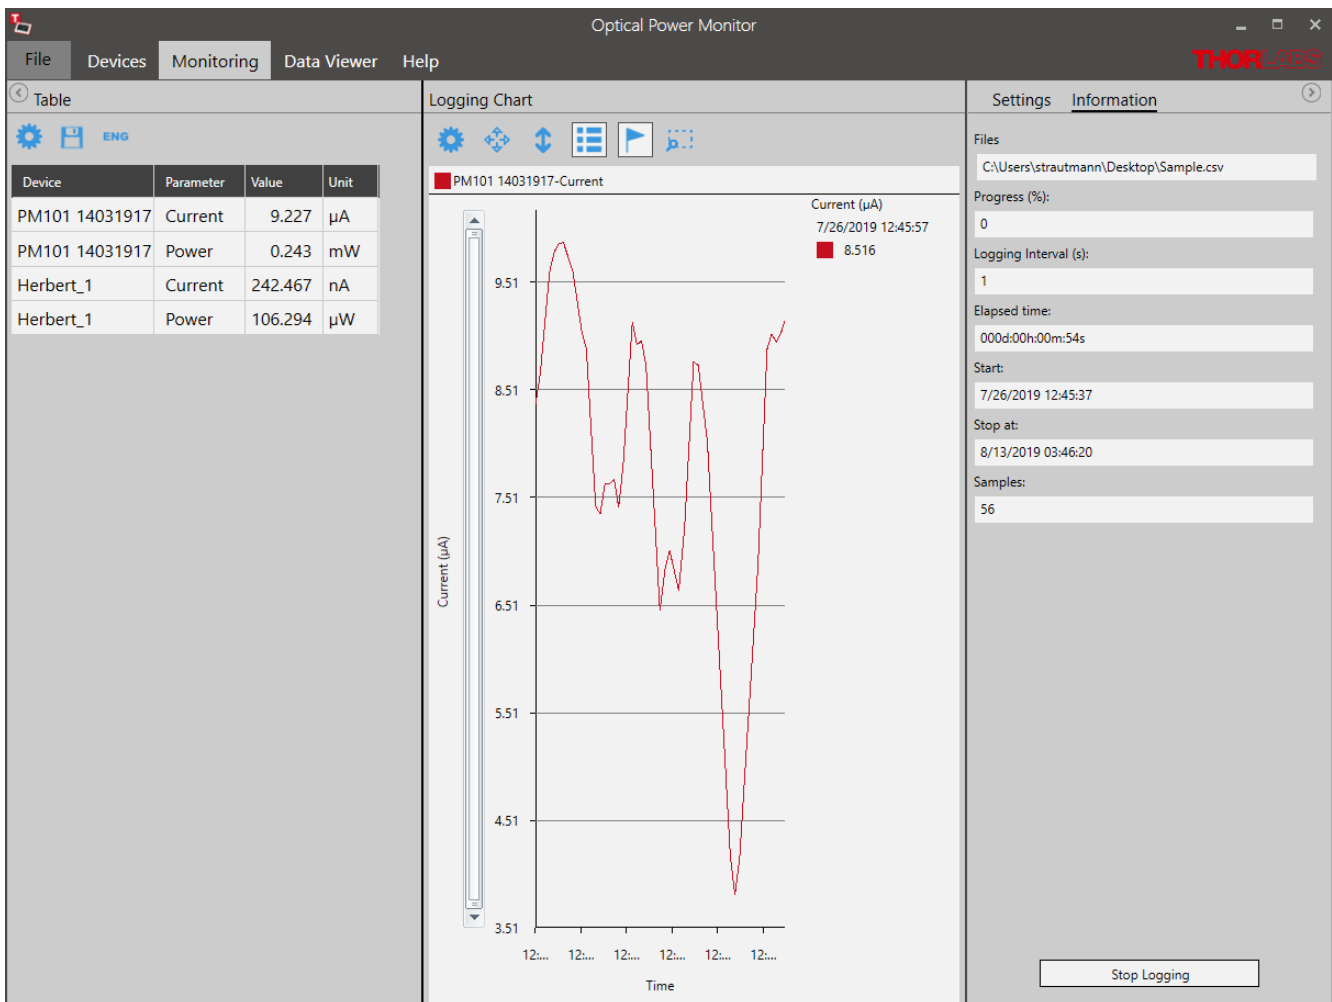 Optical Power Monitor
File Devices Monitoring Data Viewer Help
THORLABS
Table
ENG
Device Parameter Value Unit
PM101 14031917 Current 9.227 µA
PM101 14031917 Power 0.243 mW
Herbert_1 Current 242.467 nA
Herbert_1 Power 106.294 µW
Logging Chart
PM101 14031917-Current
Current (µA)
7/26/2019 12:45:57
8.516
9.51
8.51
7.51
6.51
5.51
4.51
3.51
Current (µA)
12:... 12:... 12:... 12:... 12:... 12:...
Time
Settings Information
Files
C:\Users\strautmann\Desktop\Sample.csv
Progress (%):
0
Logging Interval (s):
1
Elapsed time:
000d:00h:00m:54s
Start:
7/26/2019 12:45:37
Stop at:
8/13/2019 03:46:20
Samples:
56
Stop Logging